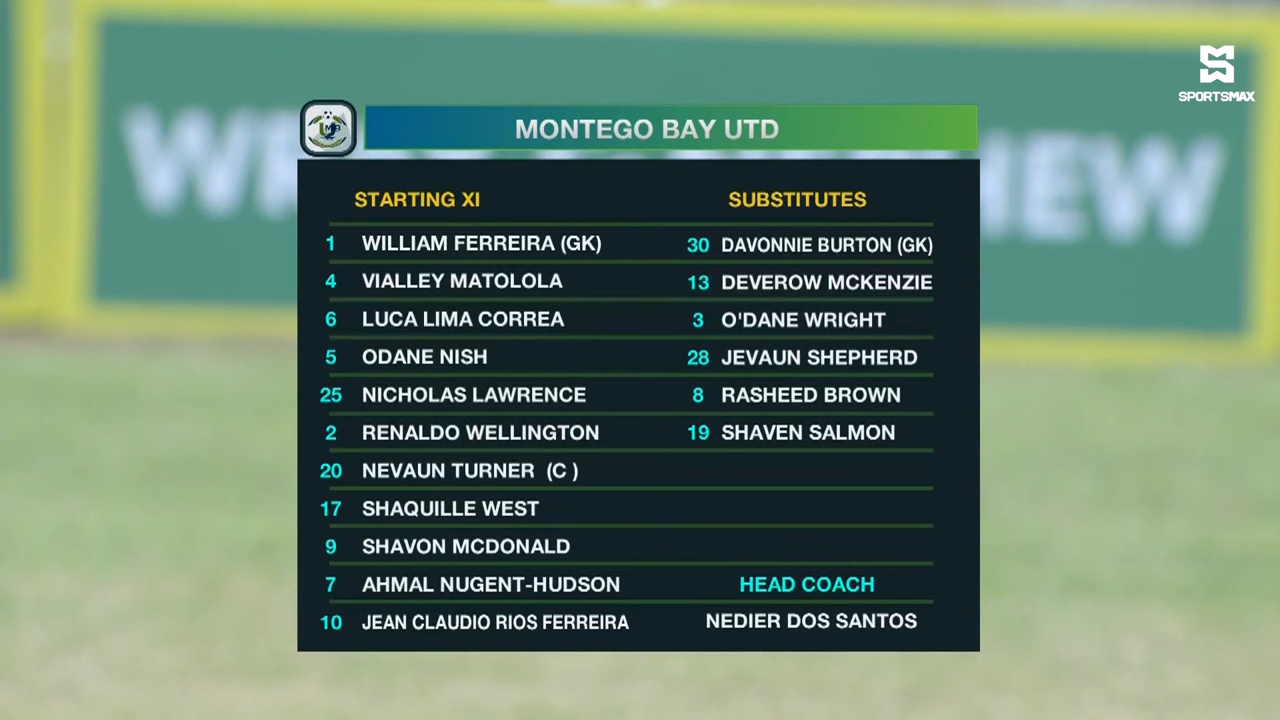 SPORTSMAX
MONTEGO BAY UTD
STARTING XI
1 WILLIAM FERREIRA (GK)
4 VIALLEY MATOLOLA
6 LUCA LIMA CORREA
5 ODANE NISH
25 NICHOLAS LAWRENCE
2 RENALDO WELLINGTON
20 NEVAUN TURNER (C )
17 SHAQUILLE WEST
9 SHAVON MCDONALD
7 AHMAL NUGENT-HUDSON
10 JEAN CLAUDIO RIOS FERREIRA
SUBSTITUTES
30 DAVONNIE BURTON (GK)
13 DEVEROW MCKENZIE
3 O'DANE WRIGHT
28 JEVAUN SHEPHERD
8 RASHEED BROWN
19 SHAVEN SALMON
HEAD COACH
NEDIER DOS SANTOS